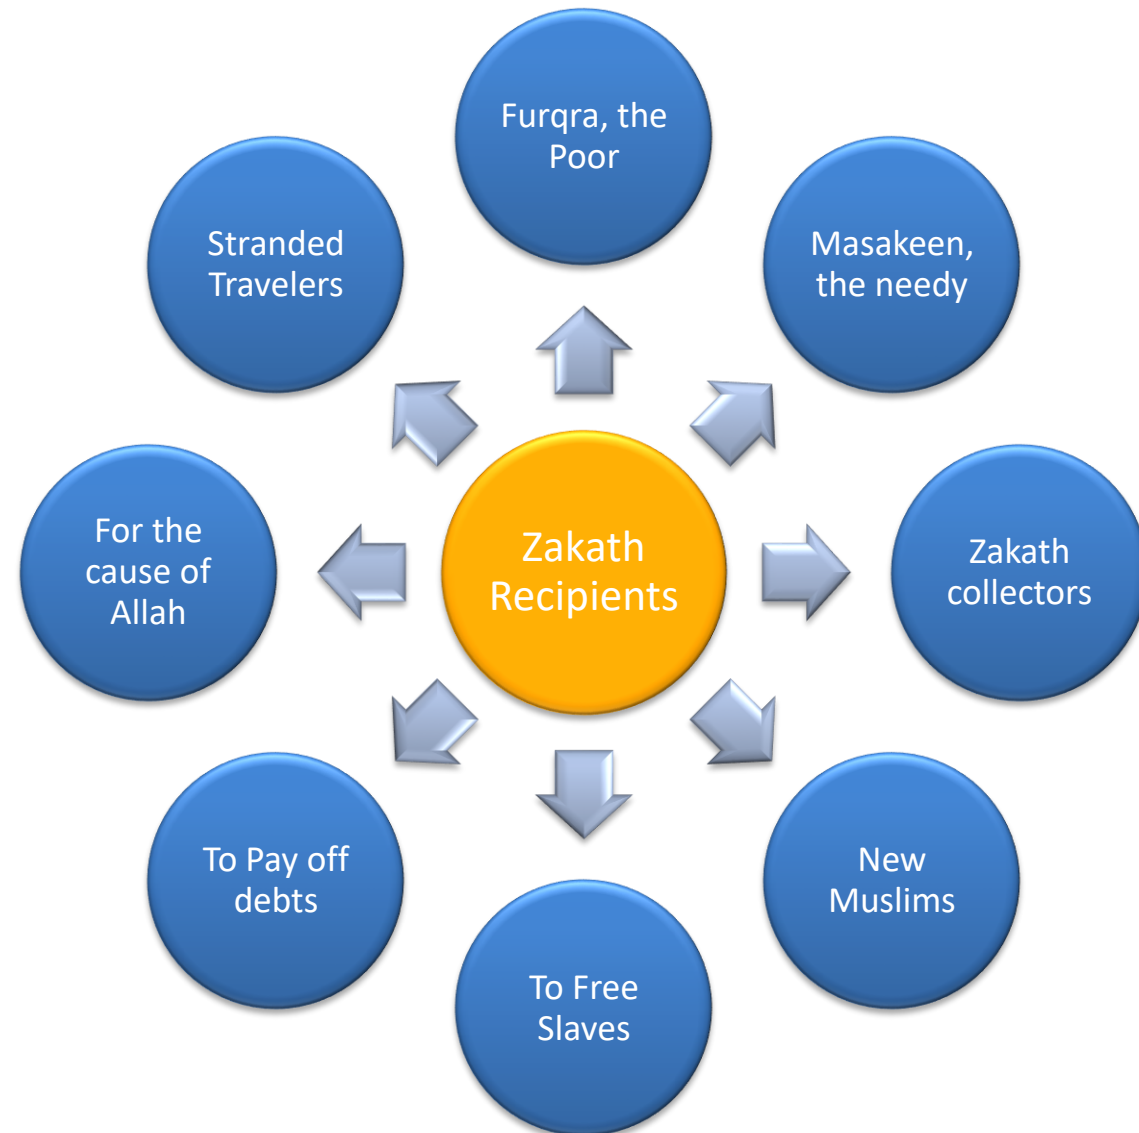 Furqra, the
Poor
Masakeen,
the needy
Zakath
collectors
New
Muslims
To Free
Slaves
To Pay off
debts
For the
cause of
Allah
Stranded
Travelers
Zakath
Recipients